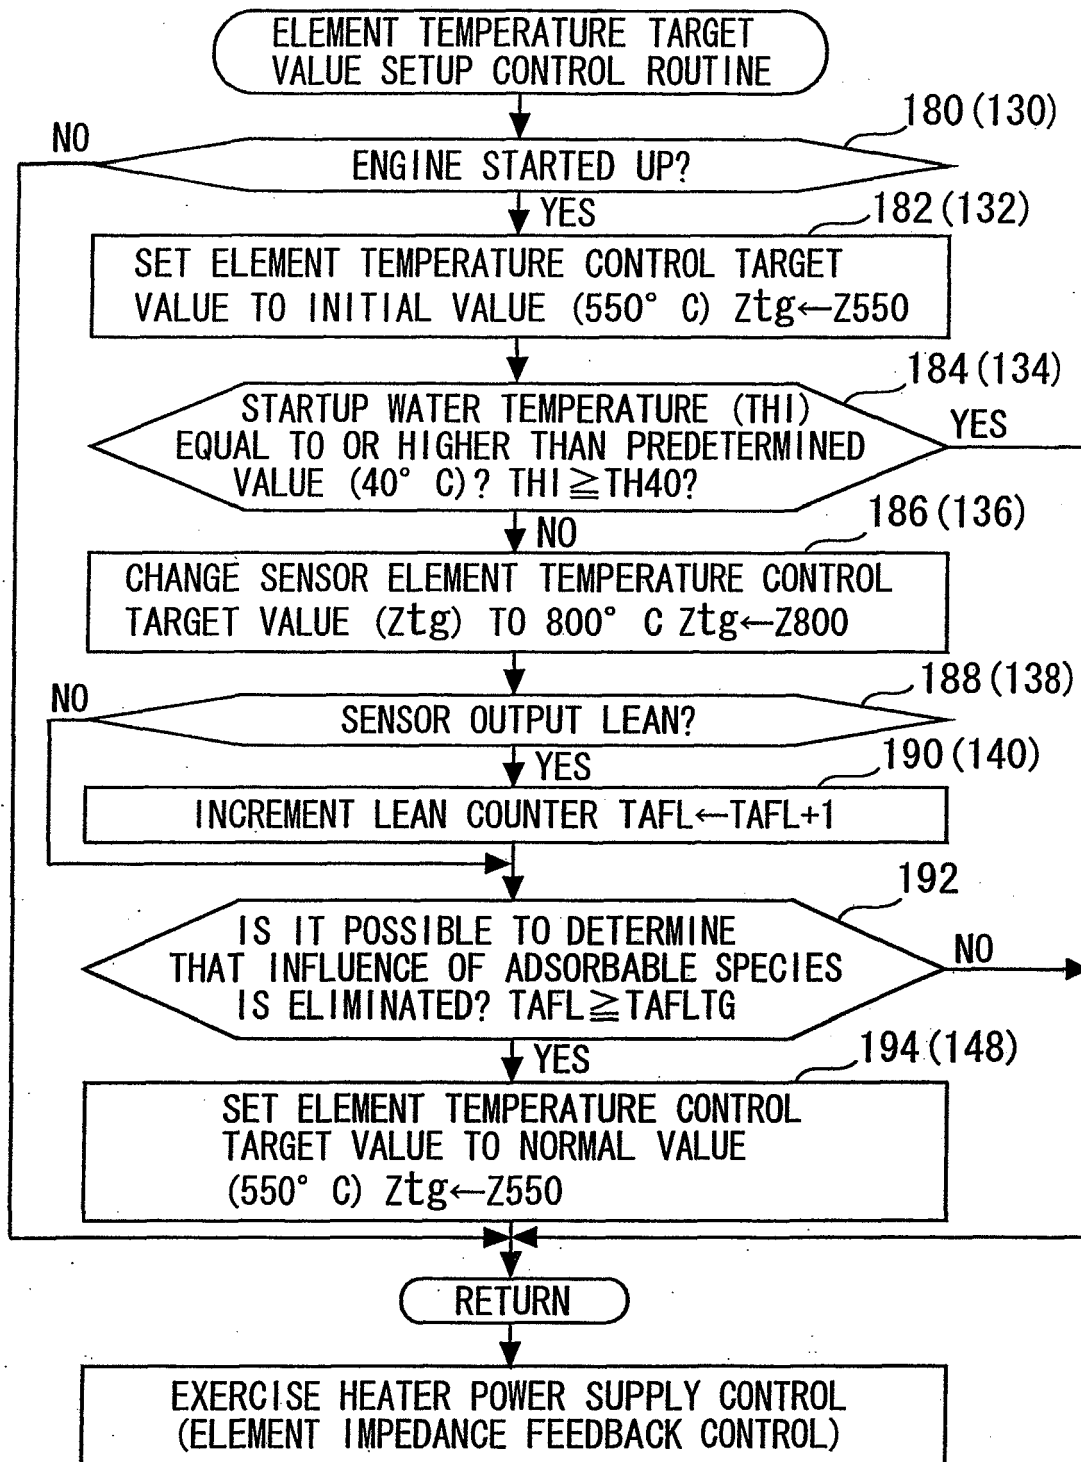 ELEMENT TEMPERATURE TARGET
VALUE SETUP CONTROL ROUTINE
180(130)
NO
ENGINE STARTED UP?
YES
182(132)
SET ELEMENT TEMPERATURE CONTROL TARGET
VALUE TO INITIAL VALUE (550° C) Ztg←Z550
184(134)
STARTUP WATER TEMPERATURE (THI)
EQUAL TO OR HIGHER THAN PREDETERMINED
VALUE (40° C)? THI≧TH40?
YES
NO
186(136)
CHANGE SENSOR ELEMENT TEMPERATURE CONTROL
TARGET VALUE (Ztg) TO 800° C Ztg←Z800
188(138)
NO
SENSOR OUTPUT LEAN?
YES
190(140)
INCREMENT LEAN COUNTER TAFL←TAFL+1
192
IS IT POSSIBLE TO DETERMINE
THAT INFLUENCE OF ADSORBABLE SPECIES
IS ELIMINATED? TAFL≧TAFLTG
NO
YES
194(148)
SET ELEMENT TEMPERATURE CONTROL
TARGET VALUE TO NORMAL VALUE
(550° C) Ztg←Z550
RETURN
EXERCISE HEATER POWER SUPPLY CONTROL
(ELEMENT IMPEDANCE FEEDBACK CONTROL)